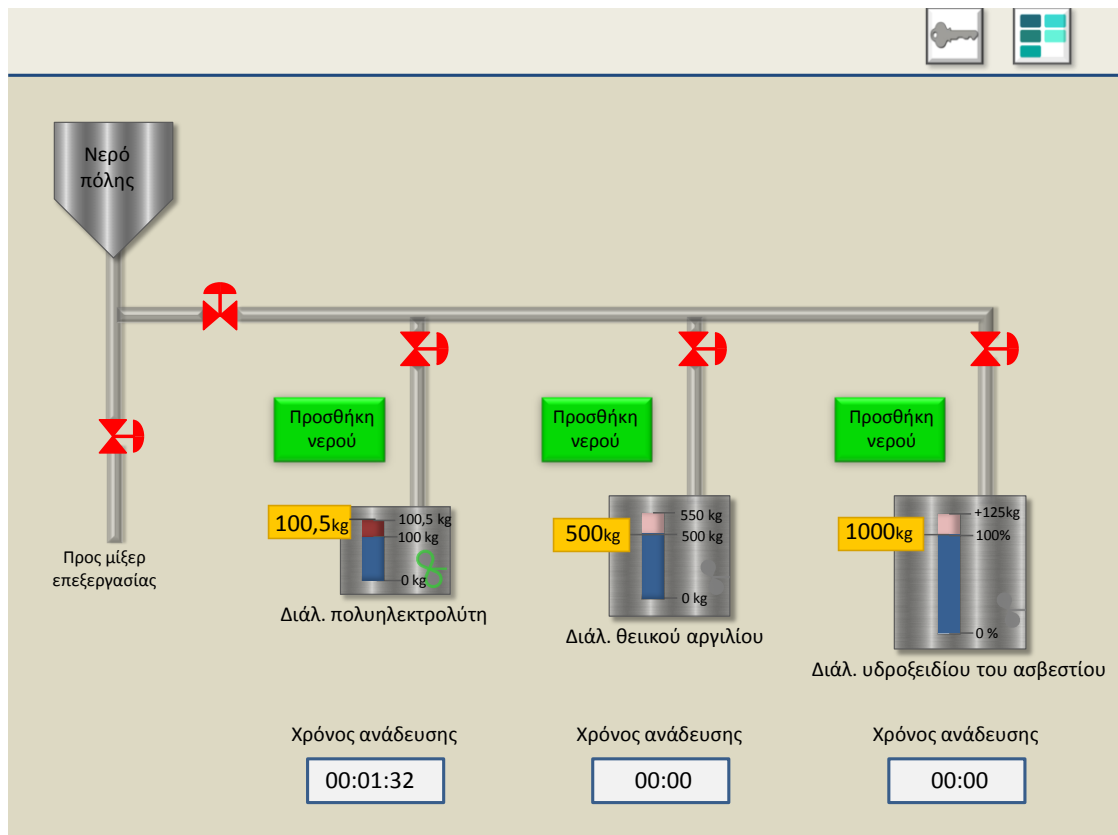 Νερό
πόλης
Προσθήκη
νερού
Προσθήκη
νερού
Προσθήκη
νερού
100,5kg
100,5 kg
100 kg
0 kg
500kg
550 kg
500 kg
0 kg
1000kg
+125kg
100%
0 %
Προς μίξερ
επεξεργασίας
Διάλ. πολυηλεκτρολύτη
Διάλ. θειικού αργιλίου
Διάλ. υδροξειδίου του ασβεστίου
Χρόνος ανάδευσης
Χρόνος ανάδευσης
Χρόνος ανάδευσης
00:01:32
00:00
00:00